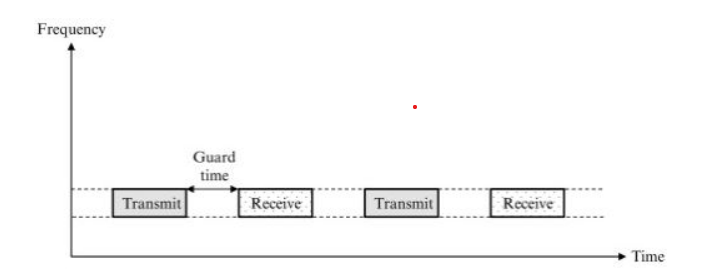 Frequency
Guard
time
Transmit
Receive
Transmit
Receive
Time